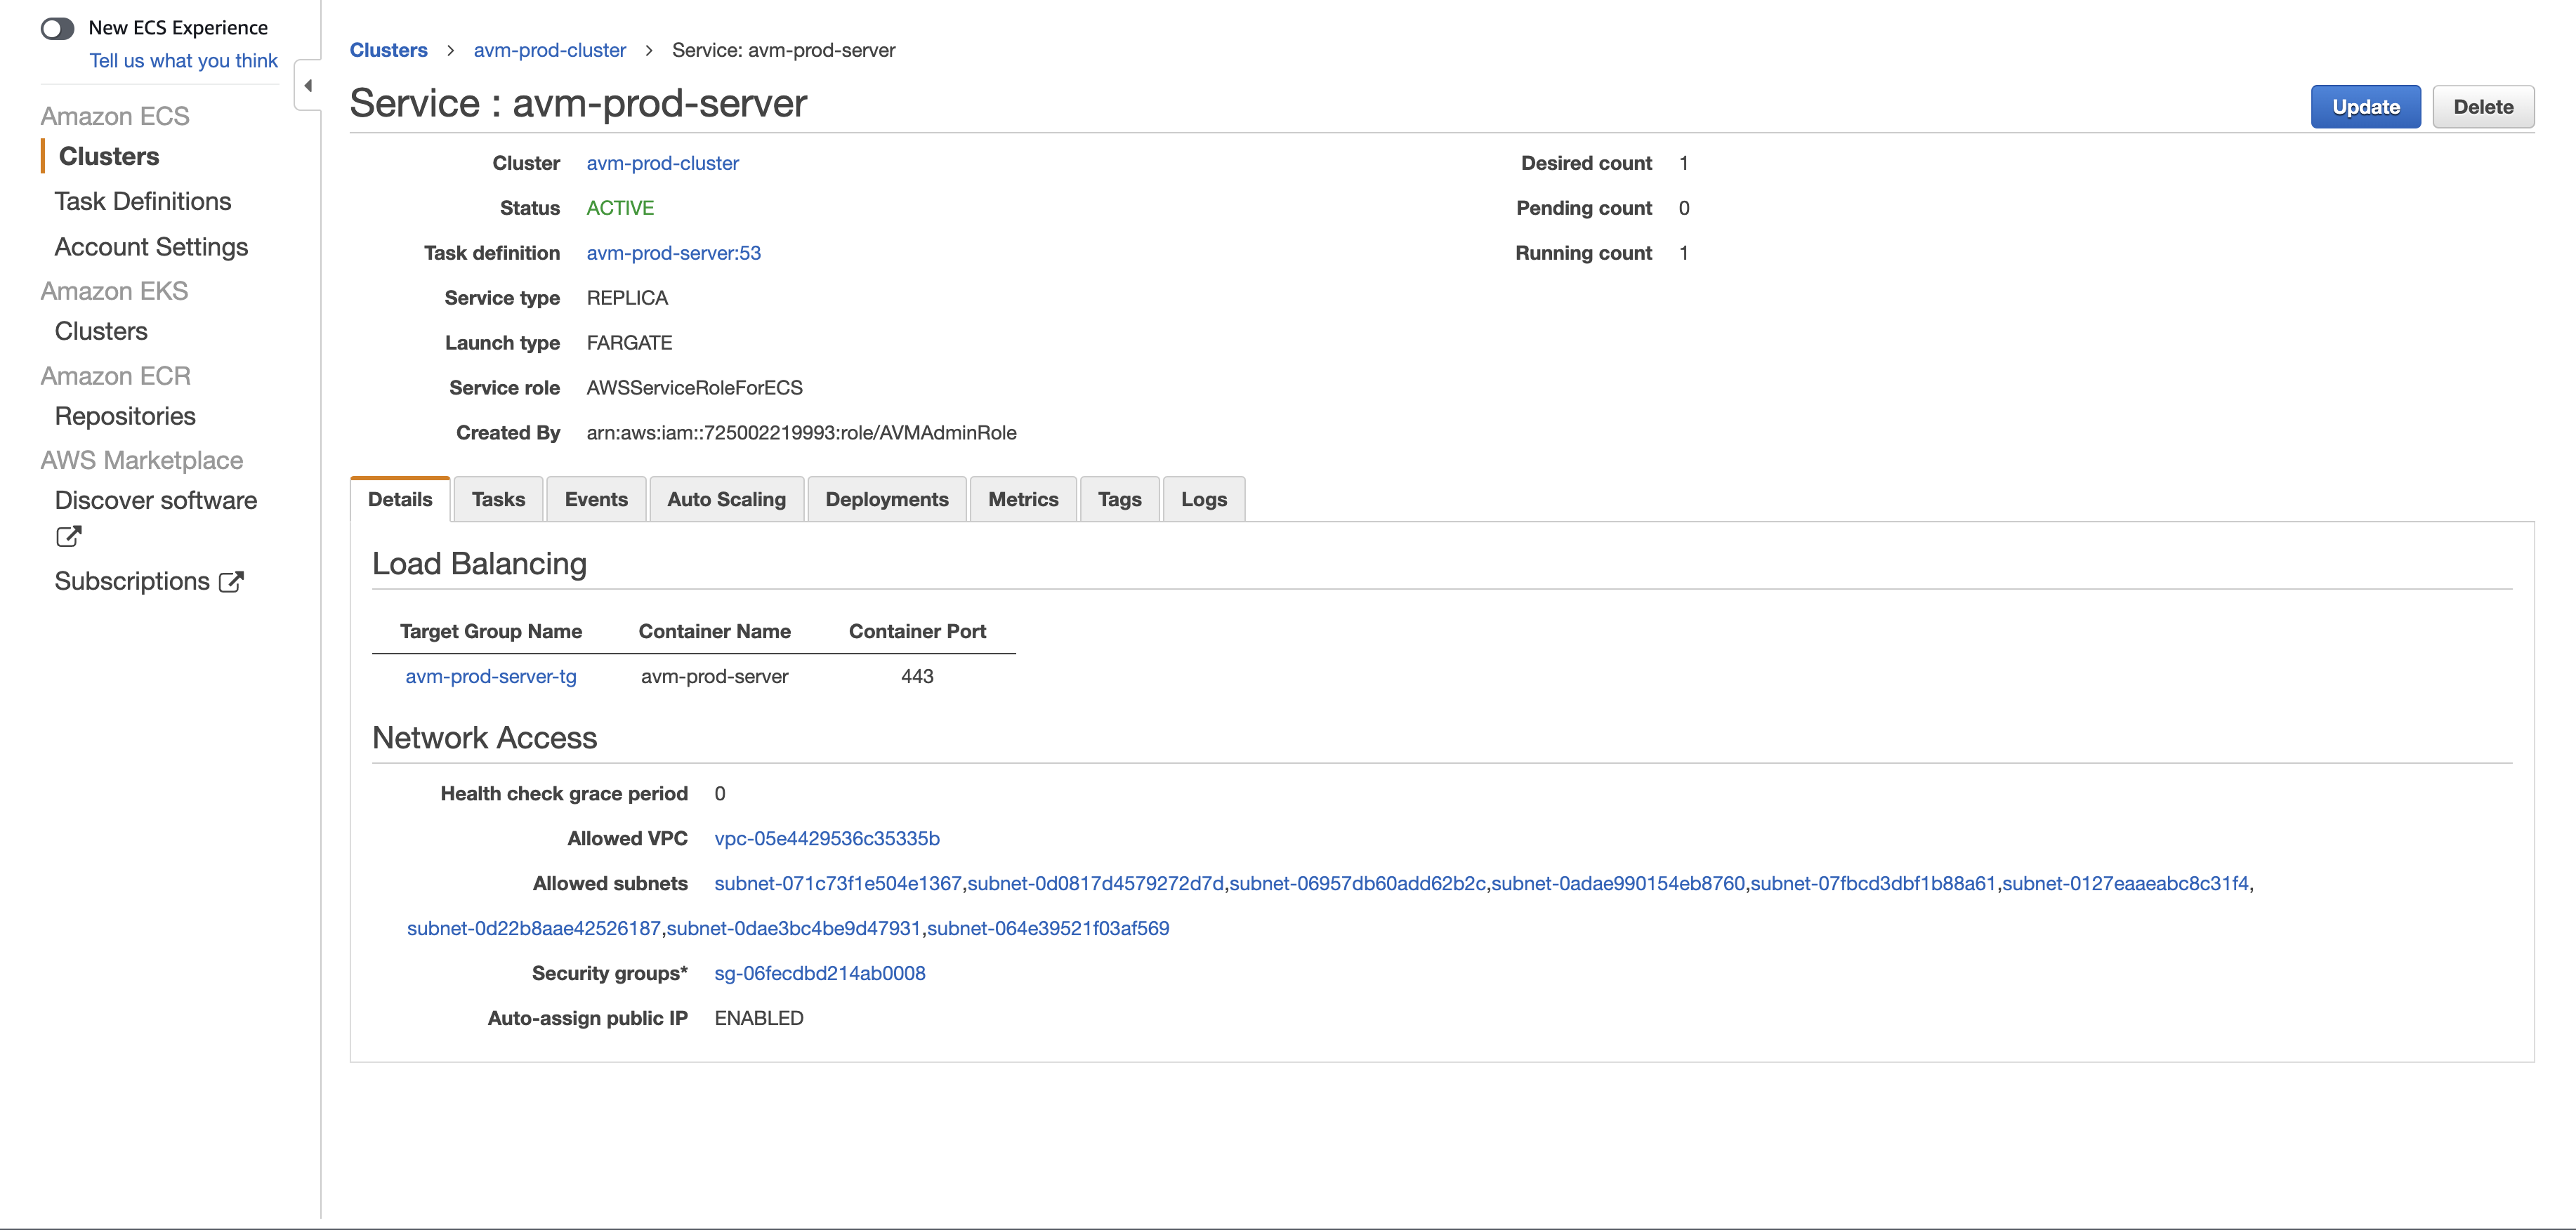 New ECS Experience
Tell us what you think
Amazon ECS
Clusters
Task Definitions
Account Settings
Amazon EKS
Clusters
Amazon ECR
Repositories
AWS Marketplace
Discover software
Subscriptions
Clusters > avm-prod-cluster > Service: avm-prod-server
Service : avm-prod-server
Update Delete
Cluster avm-prod-cluster
Status ACTIVE
Task definition avm-prod-server:53
Service type REPLICA
Launch type FARGATE
Service role AWSServiceRoleForECS
Created By arn:aws:iam::725002219993:role/AVMAdminRole
Desired count 1
Pending count 0
Running count 1
Details Tasks Events Auto Scaling Deployments Metrics Tags Logs
Load Balancing
Target Group Name Container Name Container Port
avm-prod-server-tg avm-prod-server 443
Network Access
Health check grace period 0
Allowed VPC vpc-05e4429536c35335b
Allowed subnets subnet-071c73f1e504e1367,subnet-0d0817d4579272d7d,subnet-06957db60add62b2c,subnet-0adae990154eb8760,subnet-07fbcd3dbf1b88a61,subnet-0127eaaeabc8c31f4,
subnet-0d22b8aae42526187,subnet-0dae3bc4be9d47931,subnet-064e39521f03af569
Security groups* sg-06fecdbd214ab0008
Auto-assign public IP ENABLED